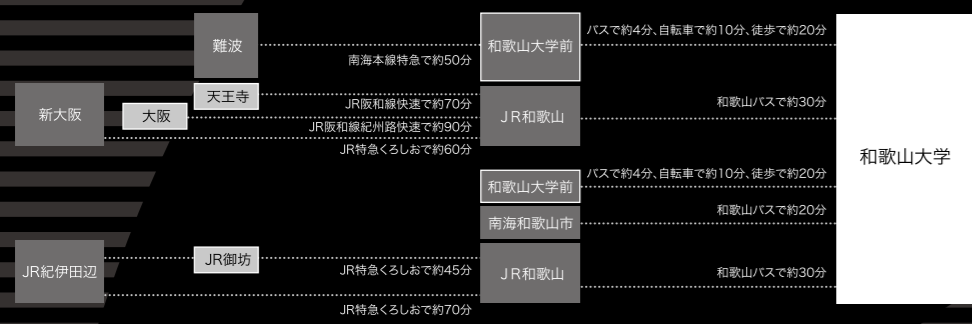 難波
南海本線特急で約50分
和歌山大学前
バスで約4分、自転車で約10分、徒歩で約20分
新大阪
大阪
天王寺
JR阪和線快速で約70分
JR阪和線紀州路快速で約90分
JR特急くろしおで約60分
JR和歌山
和歌山バスで約30分
和歌山大学
和歌山大学前
バスで約4分、自転車で約10分、徒歩で約20分
南海和歌山市
和歌山バスで約20分
JR紀伊田辺
JR御坊
JR特急くろしおで約45分
JR特急くろしおで約70分
JR和歌山
和歌山バスで約30分